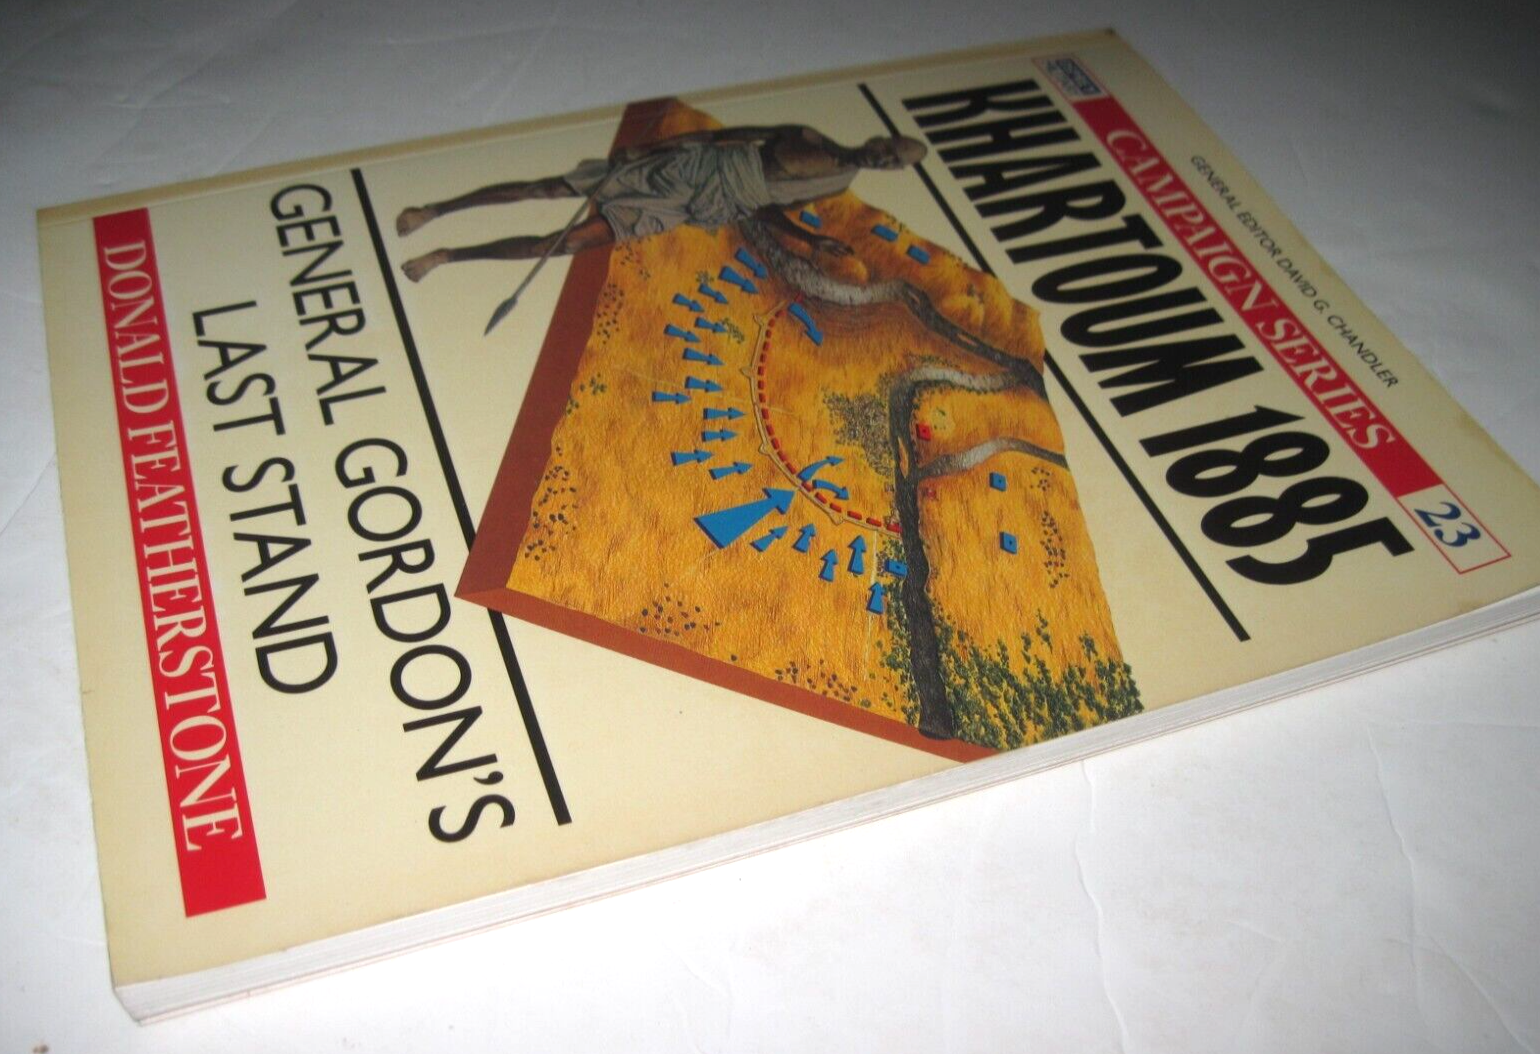 GENERAL EDITOR DAVID G. CHANDLER
CAMPAIGN SERIES 23
KHARTOUM 1885
GENERAL GORDON'S
LAST STAND
DONALD FEATHERSTONE